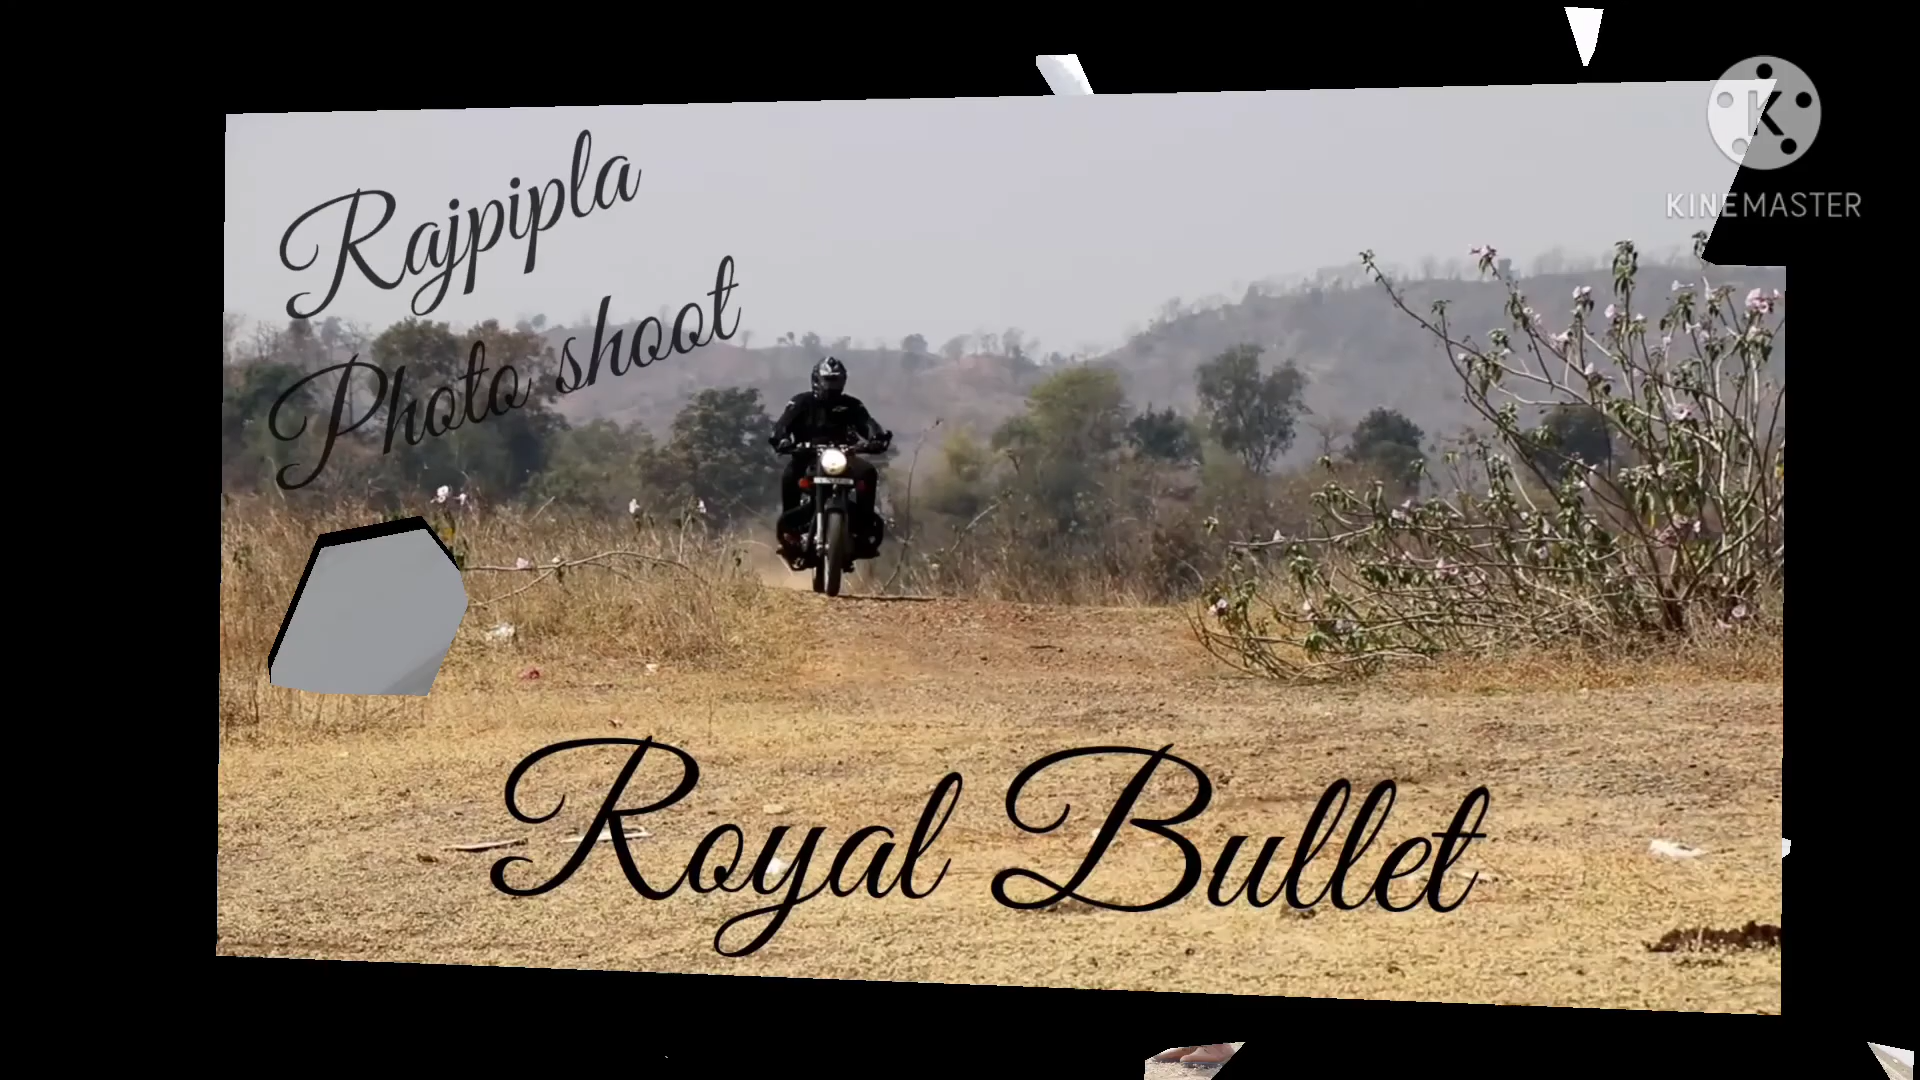 Rajpipla
Photo shoot
K
KINEMASTER
Royal Bullet